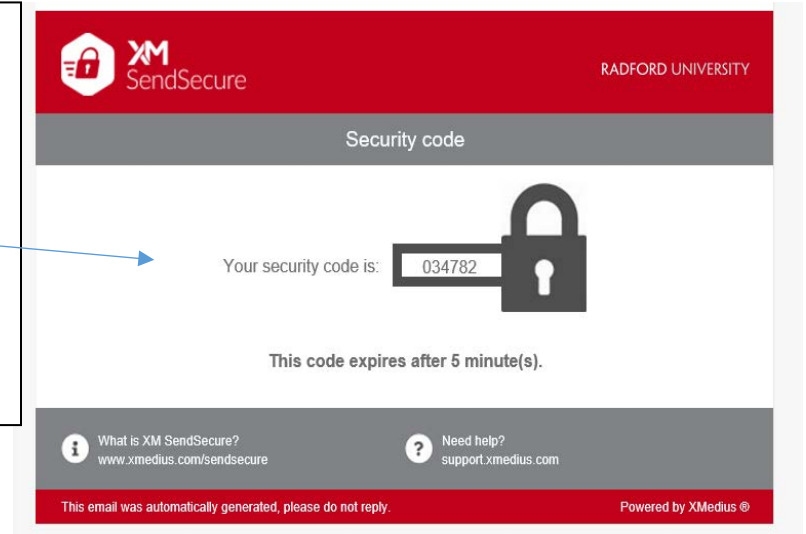 XM
SendSecure
RADFORD UNIVERSITY
Security code
Your security code is: 034782
This code expires after 5 minute(s).
What is XM SendSecure?
www.xmedius.com/sendsecure
Need help?
support.xmedius.com
This email was automatically generated, please do not reply.
Powered by XMedius ®